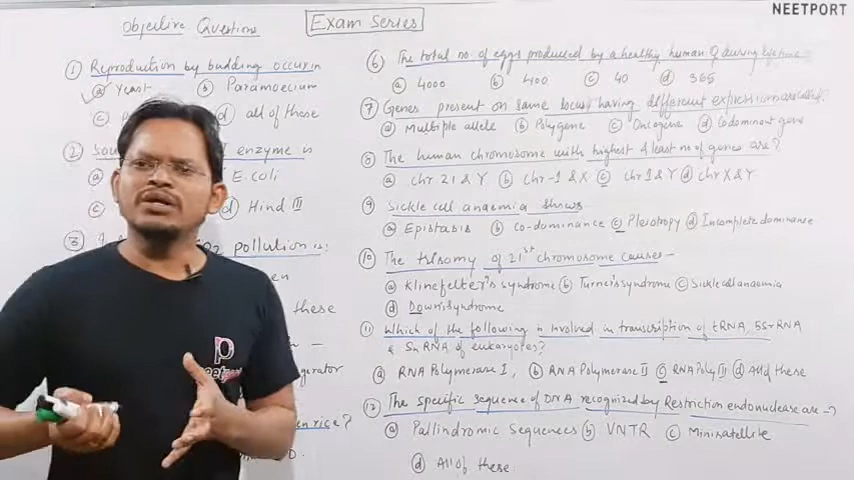 NEETPORT
Objective Questions
Exam Series
① Reproduction by budding occur in
ⓐ Yeast ⓑ Paramoecium
ⓒ ⓓ all of these
② enzyme is
ⓐ E.coli
ⓒ ⓓ Hind III
③ pollution is
these
?
⑥ The total no. of eggs produced by a healthy human ♀ during
ⓐ 4000 ⓑ 400 ⓒ 40 ⓓ 365
⑦ Genes present on same locus having different expression are called?
ⓐ Multiple allele ⓑ Polygene ⓒ Oncogene ⓓ Codominant gene
⑧ The human chromosome with highest & least no of genes are?
ⓐ chr 21 & Y ⓑ Chr-1 & X ⓒ chr 1 & Y ⓓ chr X & Y
⑨ Sickle cell anaemia shows
ⓐ Epistasis ⓑ Co-dominance ⓒ Pleiotropy ⓓ Incomplete dominance
⑩ The trisomy of 21st chromosome causes –
ⓐ Klinefelter's syndrome ⓑ Turner's syndrome ⓒ Sickle cell anaemia
ⓓ Down's syndrome
⑪ Which of the following is involved in transcription of tRNA, 5SrRNA
& SnRNA of eukaryotes?
ⓐ RNA Polymerase I, ⓑ RNA Polymerase II ⓒ RNA Poly III ⓓ All of these
⑫ The specific sequence of DNA recognized by Restriction endonuclease are –?
ⓐ Pallindromic Sequences ⓑ VNTR ⓒ Minisatellite
ⓓ All of these